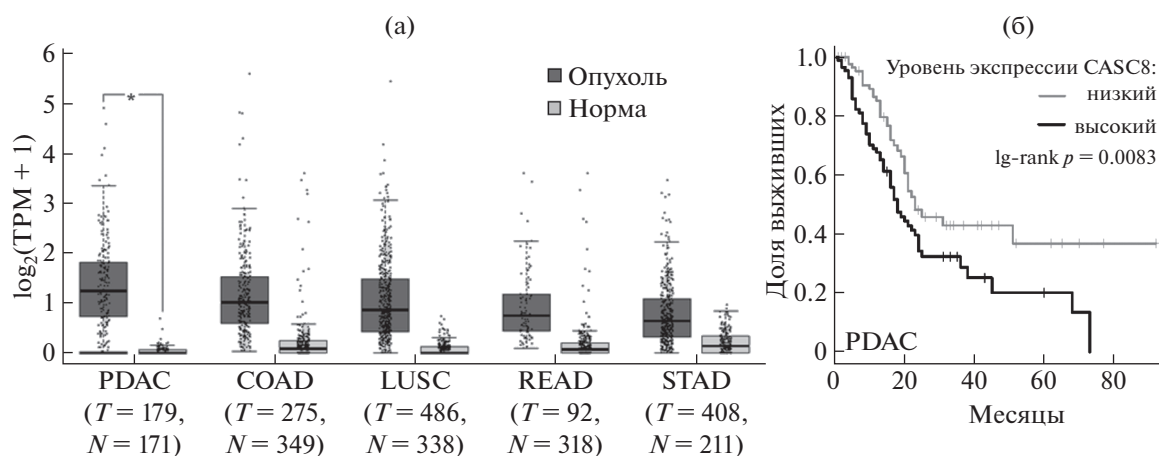 (а)
6
5
4
3
2
1
0
log₂(TPM + 1)
*
Опухоль
Норма
PDAC
(T = 179,
N = 171)
COAD
(T = 275,
N = 349)
LUSC
(T = 486,
N = 338)
READ
(T = 92,
N = 318)
STAD
(T = 408,
N = 211)
(б)
Уровень экспрессии CASC8:
низкий
высокий
lg-rank p = 0.0083
Доля выживших
1.0
0.8
0.6
0.4
0.2
0
PDAC
0
20
40
60
80
Месяцы